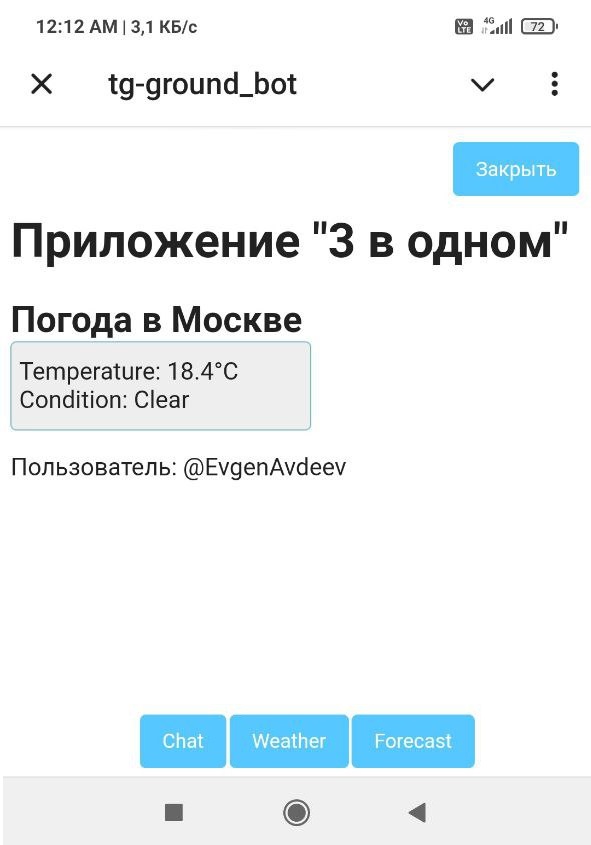 12:12 AM | 3,1 КБ/с
Vo LTE 4G 72
tg-ground_bot
Закрыть
Приложение "3 в одном"
Погода в Москве
Temperature: 18.4°C
Condition: Clear
Пользователь: @EvgenAvdeev
Chat Weather Forecast